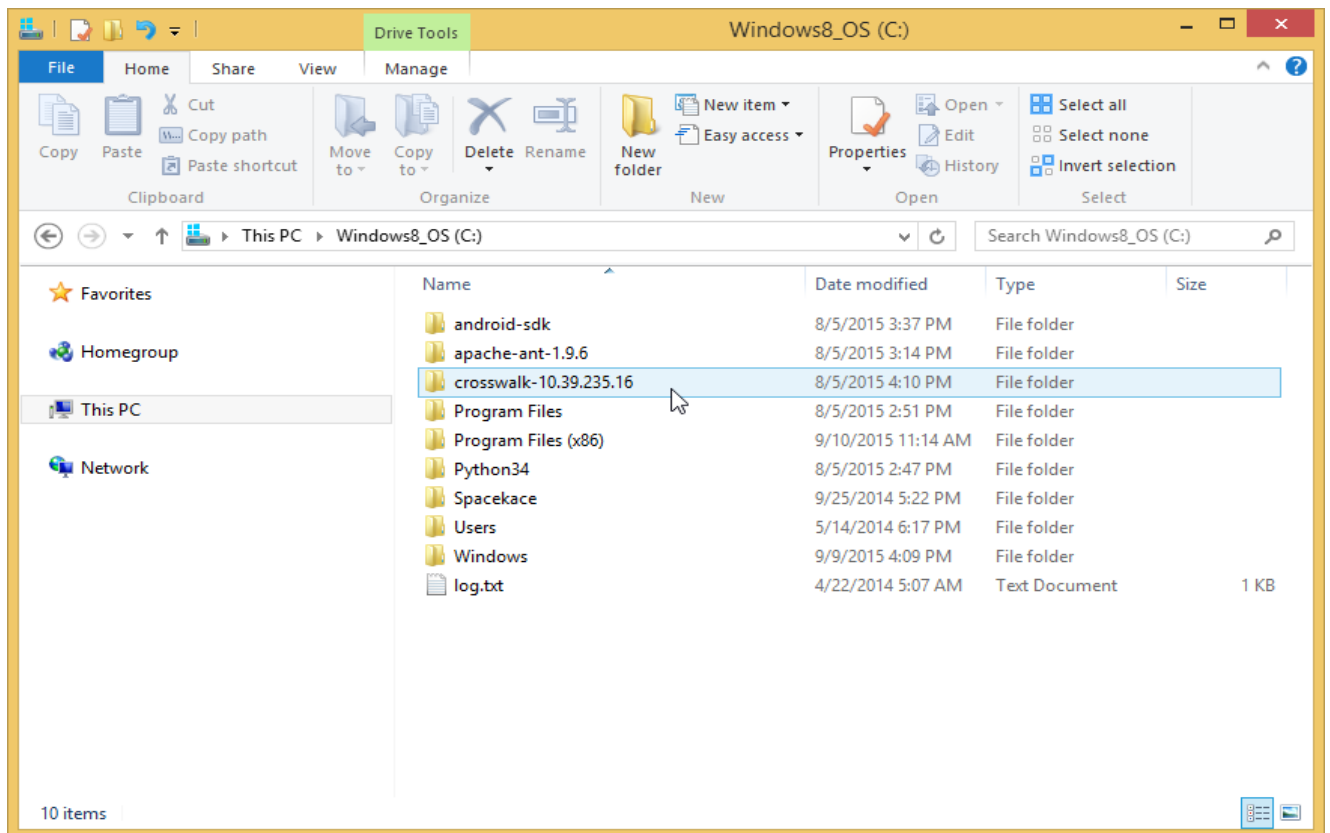 Drive Tools Windows8_OS (C:)
File Home Share View Manage
Copy
Paste
Cut
Copy path
Paste shortcut
Clipboard
Move to
Copy to
Delete
Rename
Organize
New folder
New item
Easy access
New
Properties
Open
Edit
History
Open
Select all
Select none
Invert selection
Select
This PC Windows8_OS (C:) Search Windows8_OS (C:)
Favorites
Homegroup
This PC
Network
Name Date modified Type Size
android-sdk 8/5/2015 3:37 PM File folder
apache-ant-1.9.6 8/5/2015 3:14 PM File folder
crosswalk-10.39.235.16 8/5/2015 4:10 PM File folder
Program Files 8/5/2015 2:51 PM File folder
Program Files (x86) 9/10/2015 11:14 AM File folder
Python34 8/5/2015 2:47 PM File folder
Spacekace 9/25/2014 5:22 PM File folder
Users 5/14/2014 6:17 PM File folder
Windows 9/9/2015 4:09 PM File folder
log.txt 4/22/2014 5:07 AM Text Document 1 KB
10 items